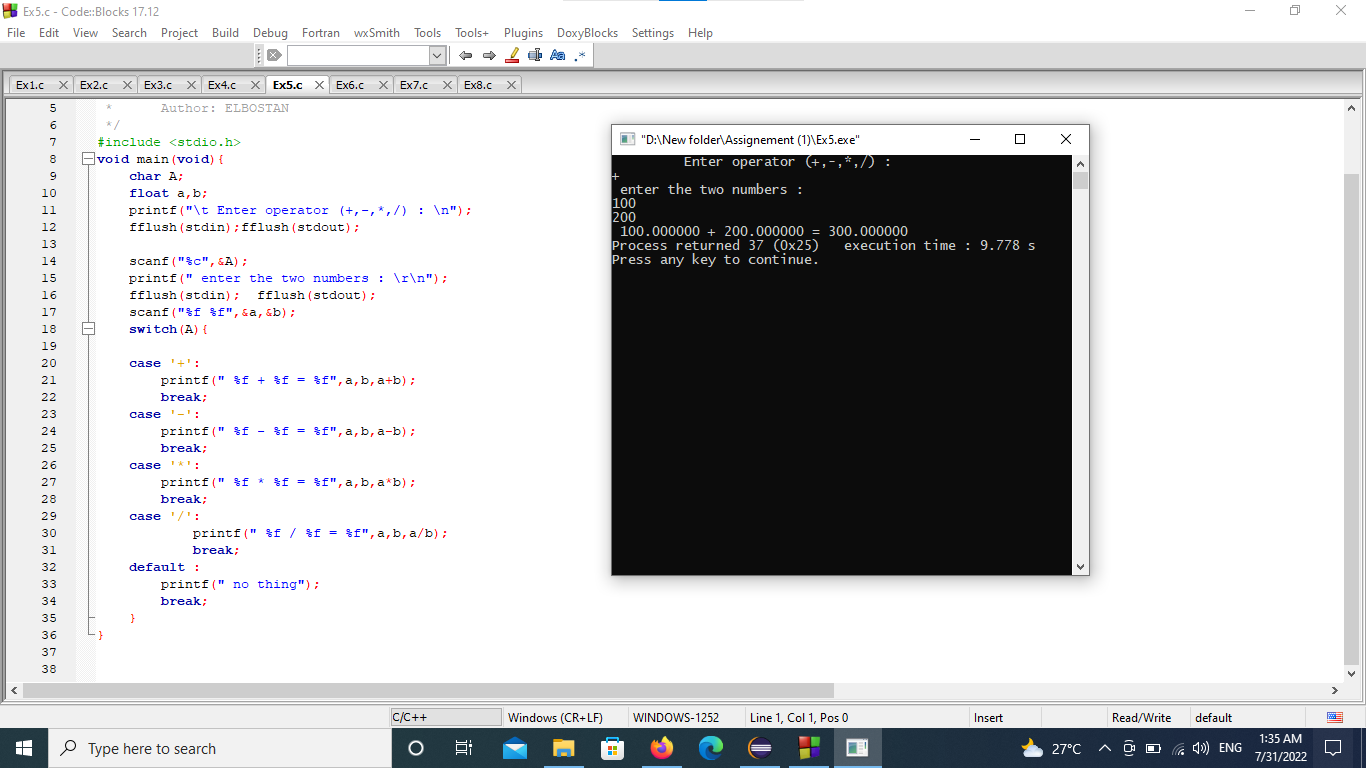 Ex5.c - Code::Blocks 17.12
File Edit View Search Project Build Debug Fortran wxSmith Tools Tools+ Plugins DoxyBlocks Settings Help
Aa .*
Ex1.c Ex2.c Ex3.c Ex4.c Ex5.c Ex6.c Ex7.c Ex8.c
5 * Author: ELBOSTAN
6 */
7 #include <stdio.h>
8 void main(void){
9 char A;
10 float a,b;
11 printf("\t Enter operator (+,-,*,/) : \n");
12 fflush(stdin);fflush(stdout);
13
14 scanf("%c",&A);
15 printf(" enter the two numbers : \r\n");
16 fflush(stdin);  fflush(stdout);
17 scanf("%f %f",&a,&b);
18 switch(A){
19
20 case '+':
21 printf(" %f + %f = %f",a,b,a+b);
22 break;
23 case '-':
24 printf(" %f - %f = %f",a,b,a-b);
25 break;
26 case '*':
27 printf(" %f * %f = %f",a,b,a*b);
28 break;
29 case '/':
30 printf(" %f / %f = %f",a,b,a/b);
31 break;
32 default :
33 printf(" no thing");
34 break;
35 }
36 }
37
38
"D:\New folder\Assignement (1)\Ex5.exe"
Enter operator (+,-,*,/) :
+
enter the two numbers :
100
200
100.000000 + 200.000000 = 300.000000
Process returned 37 (0x25)   execution time : 9.778 s
Press any key to continue.
C/C++ Windows (CR+LF) WINDOWS-1252 Line 1, Col 1, Pos 0 Insert Read/Write default
Type here to search
27°C ENG
1:35 AM
7/31/2022